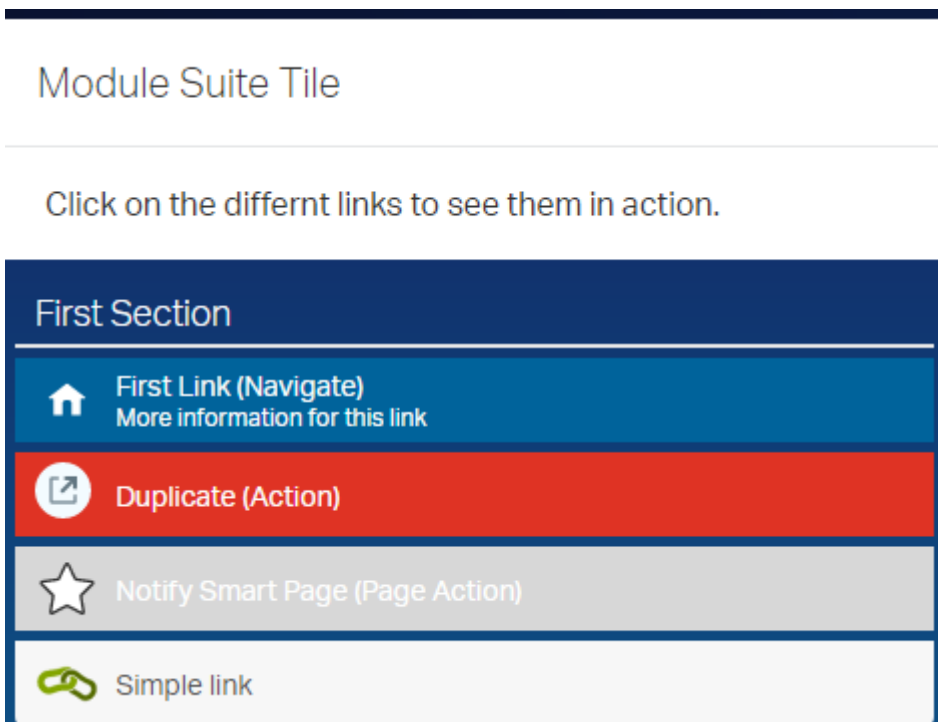 Module Suite Tile
Click on the differnt links to see them in action.
First Section
First Link (Navigate)
More information for this link
Duplicate (Action)
Notify Smart Page (Page Action)
Simple link